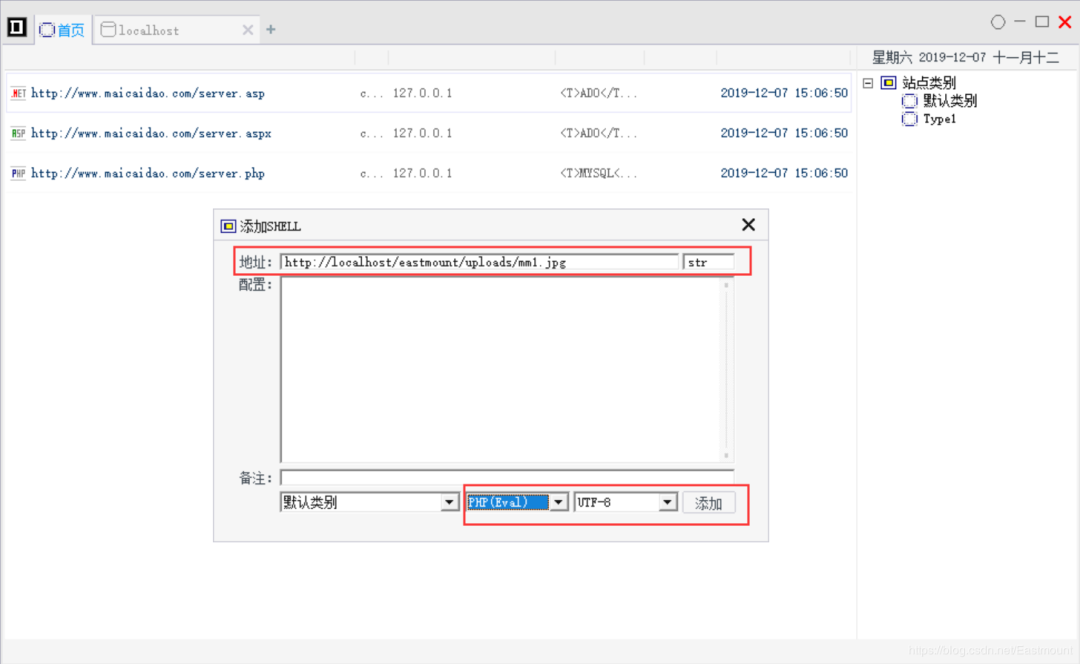 首页 localhost
星期六 2019-12-07 十一月十二
.NET http://www.maicaidao.com/server.asp c... 127.0.0.1 <T>ADO</T... 2019-12-07 15:06:50
ASP http://www.maicaidao.com/server.aspx c... 127.0.0.1 <T>ADO</T... 2019-12-07 15:06:50
PHP http://www.maicaidao.com/server.php c... 127.0.0.1 <T>MYSQL<... 2019-12-07 15:06:50
站点类别
默认类别
Type1
添加SHELL
地址: http://localhost/eastmount/uploads/mm1.jpg str
配置:
备注:
默认类别 PHP(Eval) UTF-8 添加
https://blog.csdn.net/Eastmount